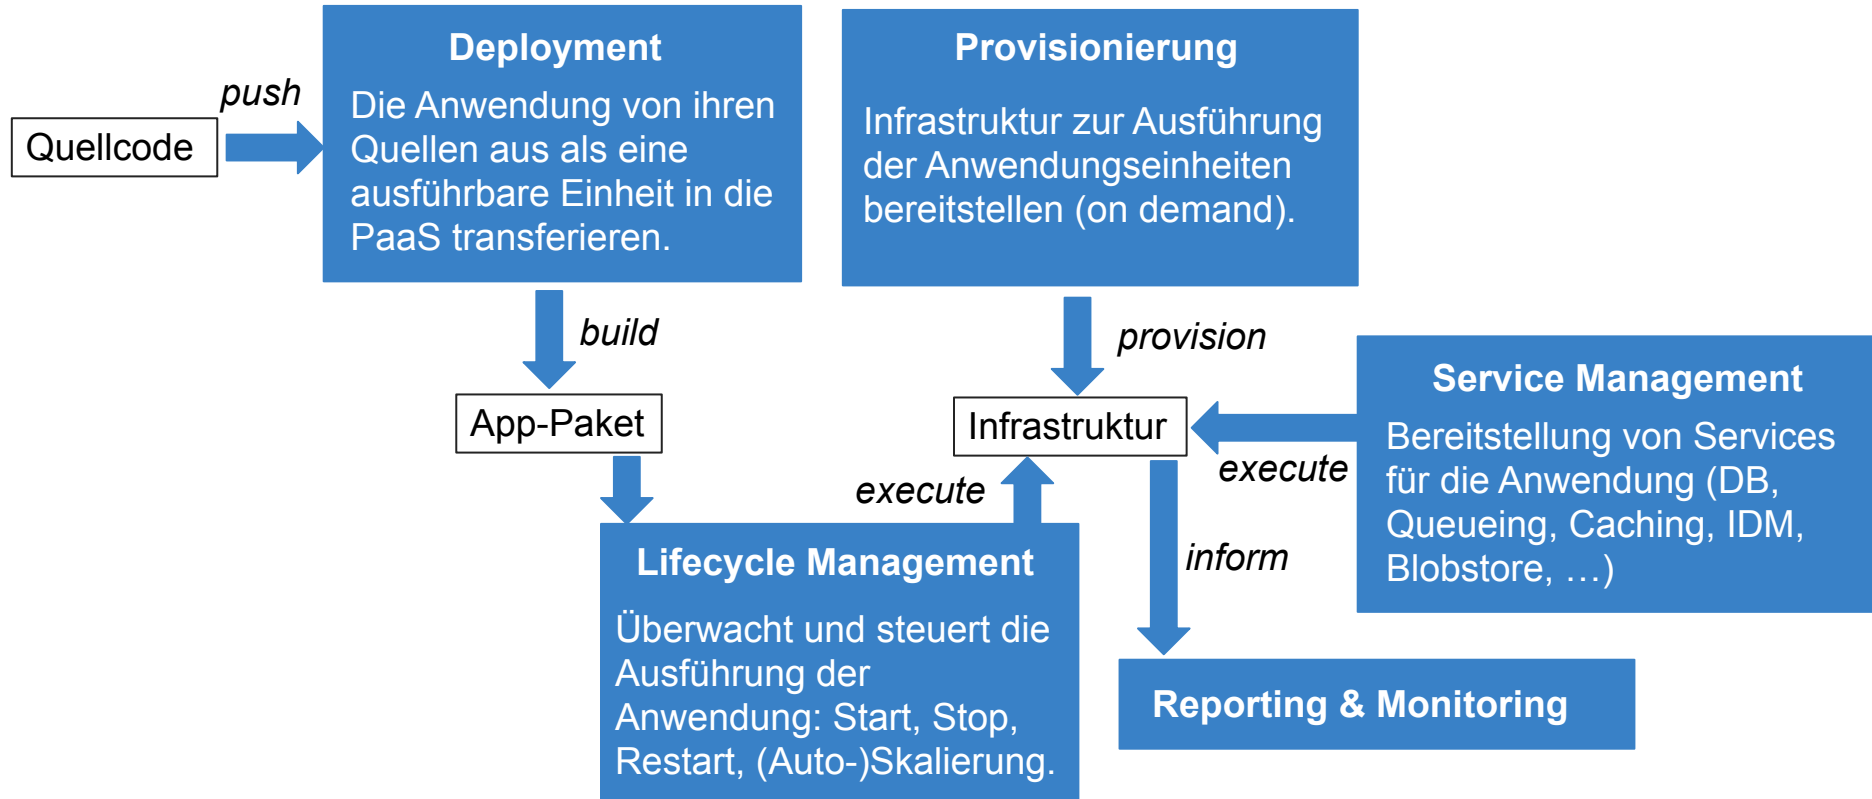 Quellcode
push
Deployment
Die Anwendung von ihren
Quellen aus als eine
ausführbare Einheit in die
PaaS transferieren.
Provisionierung
Infrastruktur zur Ausführung
der Anwendungseinheiten
bereitstellen (on demand).
build
provision
App-Paket
Infrastruktur
Service Management
Bereitstellung von Services
für die Anwendung (DB,
Queueing, Caching, IDM,
Blobstore, …)
execute
execute
Lifecycle Management
Überwacht und steuert die
Ausführung der
Anwendung: Start, Stop,
Restart, (Auto-)Skalierung.
inform
Reporting & Monitoring